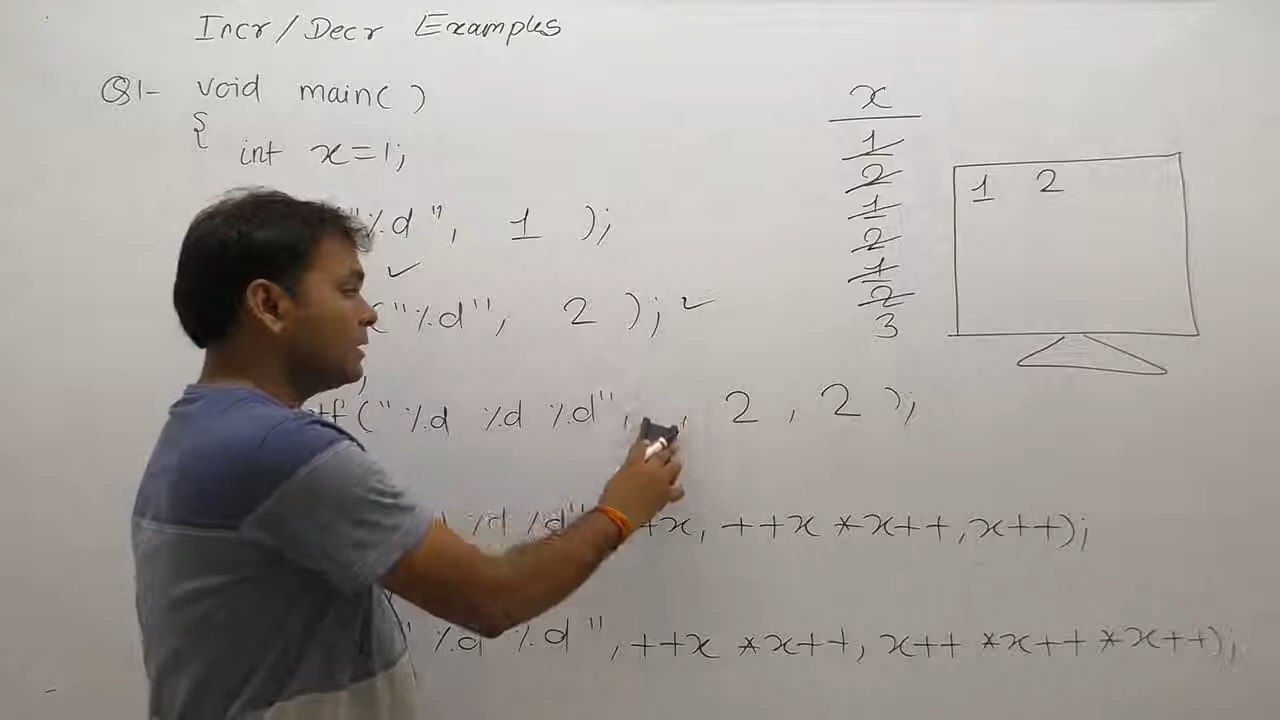 Incr/Decr Examples
Q1- void main( )
{
int x=1;
"%d", 1 );
("%d", 2 ); ✓
f(" %d %d %d", , 2 , 2 );
%d %d" +x, ++x *x++, x++);
" %d %d ", ++x *x++, x++ *x++ *x++);
x
1
2
1
2
1
2
3
1 2